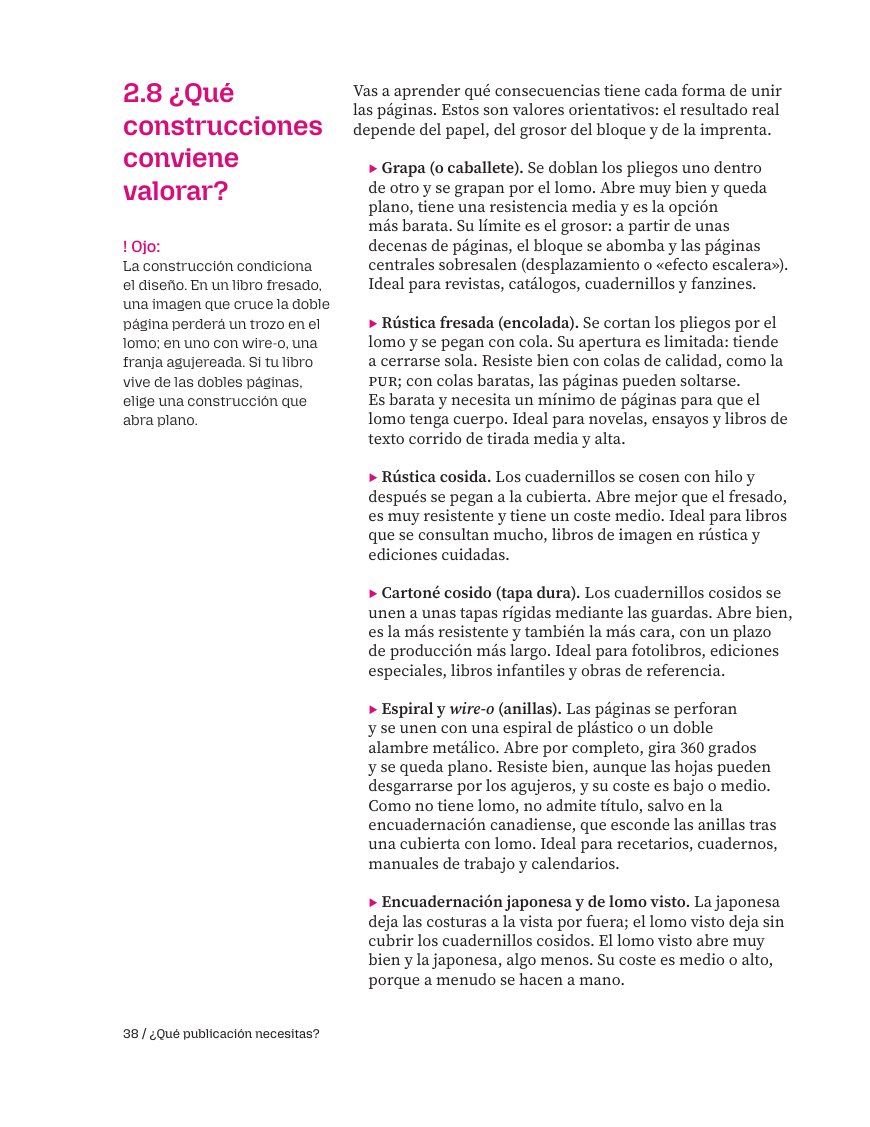 2.8 ¿Qué
construcciones
conviene
valorar?
! Ojo:
La construcción condiciona
el diseño. En un libro fresado,
una imagen que cruce la doble
página perderá un trozo en el
lomo; en uno con wire-o, una
franja agujereada. Si tu libro
vive de las dobles páginas,
elige una construcción que
abra plano.
Vas a aprender qué consecuencias tiene cada forma de unir
las páginas. Estos son valores orientativos: el resultado real
depende del papel, del grosor del bloque y de la imprenta.
▶ Grapa (o caballete). Se doblan los pliegos uno dentro
de otro y se grapan por el lomo. Abre muy bien y queda
plano, tiene una resistencia media y es la opción
más barata. Su límite es el grosor: a partir de unas
decenas de páginas, el bloque se abomba y las páginas
centrales sobresalen (desplazamiento o «efecto escalera»).
Ideal para revistas, catálogos, cuadernillos y fanzines.
▶ Rústica fresada (encolada). Se cortan los pliegos por el
lomo y se pegan con cola. Su apertura es limitada: tiende
a cerrarse sola. Resiste bien con colas de calidad, como la
PUR; con colas baratas, las páginas pueden soltarse.
Es barata y necesita un mínimo de páginas para que el
lomo tenga cuerpo. Ideal para novelas, ensayos y libros de
texto corrido de tirada media y alta.
▶ Rústica cosida. Los cuadernillos se cosen con hilo y
después se pegan a la cubierta. Abre mejor que el fresado,
es muy resistente y tiene un coste medio. Ideal para libros
que se consultan mucho, libros de imagen en rústica y
ediciones cuidadas.
▶ Cartoné cosido (tapa dura). Los cuadernillos cosidos se
unen a unas tapas rígidas mediante las guardas. Abre bien,
es la más resistente y también la más cara, con un plazo
de producción más largo. Ideal para fotolibros, ediciones
especiales, libros infantiles y obras de referencia.
▶ Espiral y wire-o (anillas). Las páginas se perforan
y se unen con una espiral de plástico o un doble
alambre metálico. Abre por completo, gira 360 grados
y se queda plano. Resiste bien, aunque las hojas pueden
desgarrarse por los agujeros, y su coste es bajo o medio.
Como no tiene lomo, no admite título, salvo en la
encuadernación canadiense, que esconde las anillas tras
una cubierta con lomo. Ideal para recetarios, cuadernos,
manuales de trabajo y calendarios.
▶ Encuadernación japonesa y de lomo visto. La japonesa
deja las costuras a la vista por fuera; el lomo visto deja sin
cubrir los cuadernillos cosidos. El lomo visto abre muy
bien y la japonesa, algo menos. Su coste es medio o alto,
porque a menudo se hacen a mano.
38 / ¿Qué publicación necesitas?